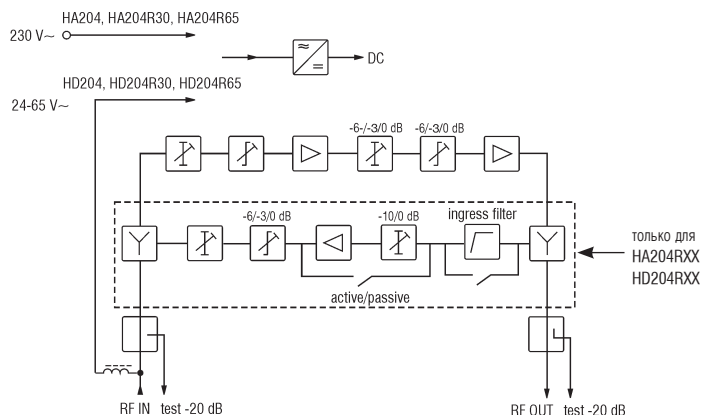 HA204, HA204R30, HA204R65
230 V~
DC
HD204, HD204R30, HD204R65
24-65 V~
-6-/-3/0 dB
-6/-3/0 dB
-6/-3/0 dB
-10/0 dB
ingress filter
только для
HA204RXX
HD204RXX
active/passive
RF IN test -20 dB
RF OUT test -20 dB